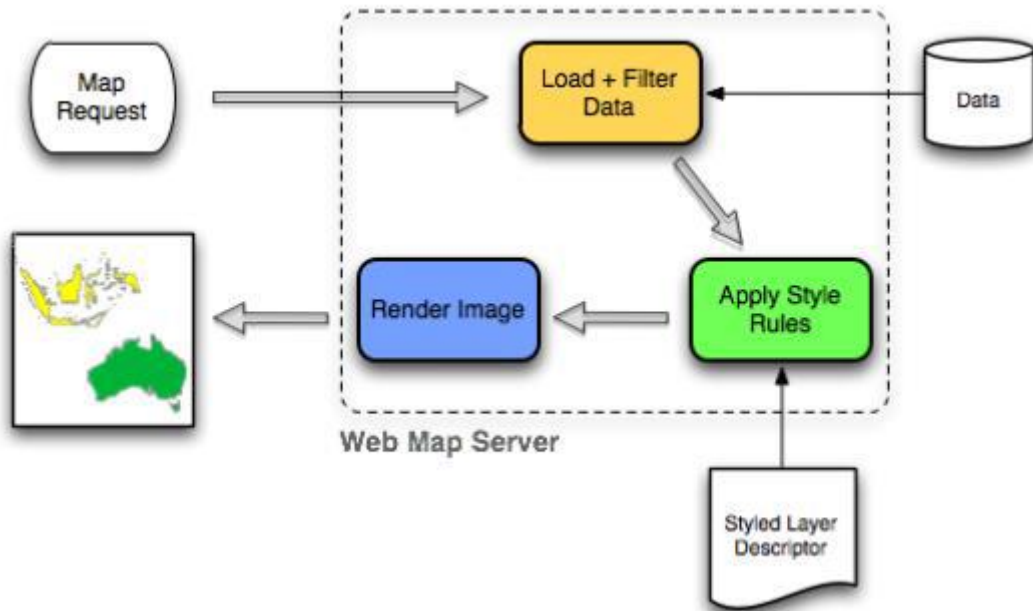 Map
Request
Load + Filter
Data
Data
Render Image
Apply Style
Rules
Web Map Server
Styled Layer
Descriptor